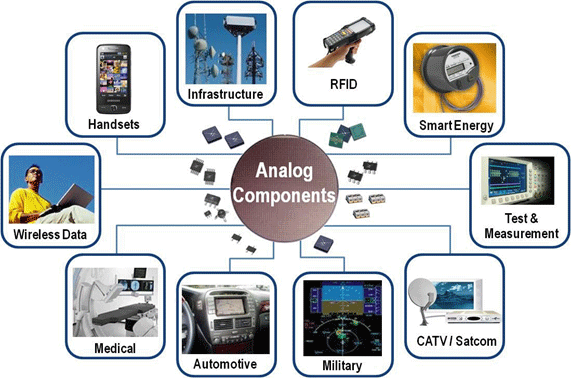 Infrastructure
RFID
Handsets
Smart Energy
Analog
Components
Wireless Data
Test &
Measurement
Medical
Automotive
Military
CATV / Satcom